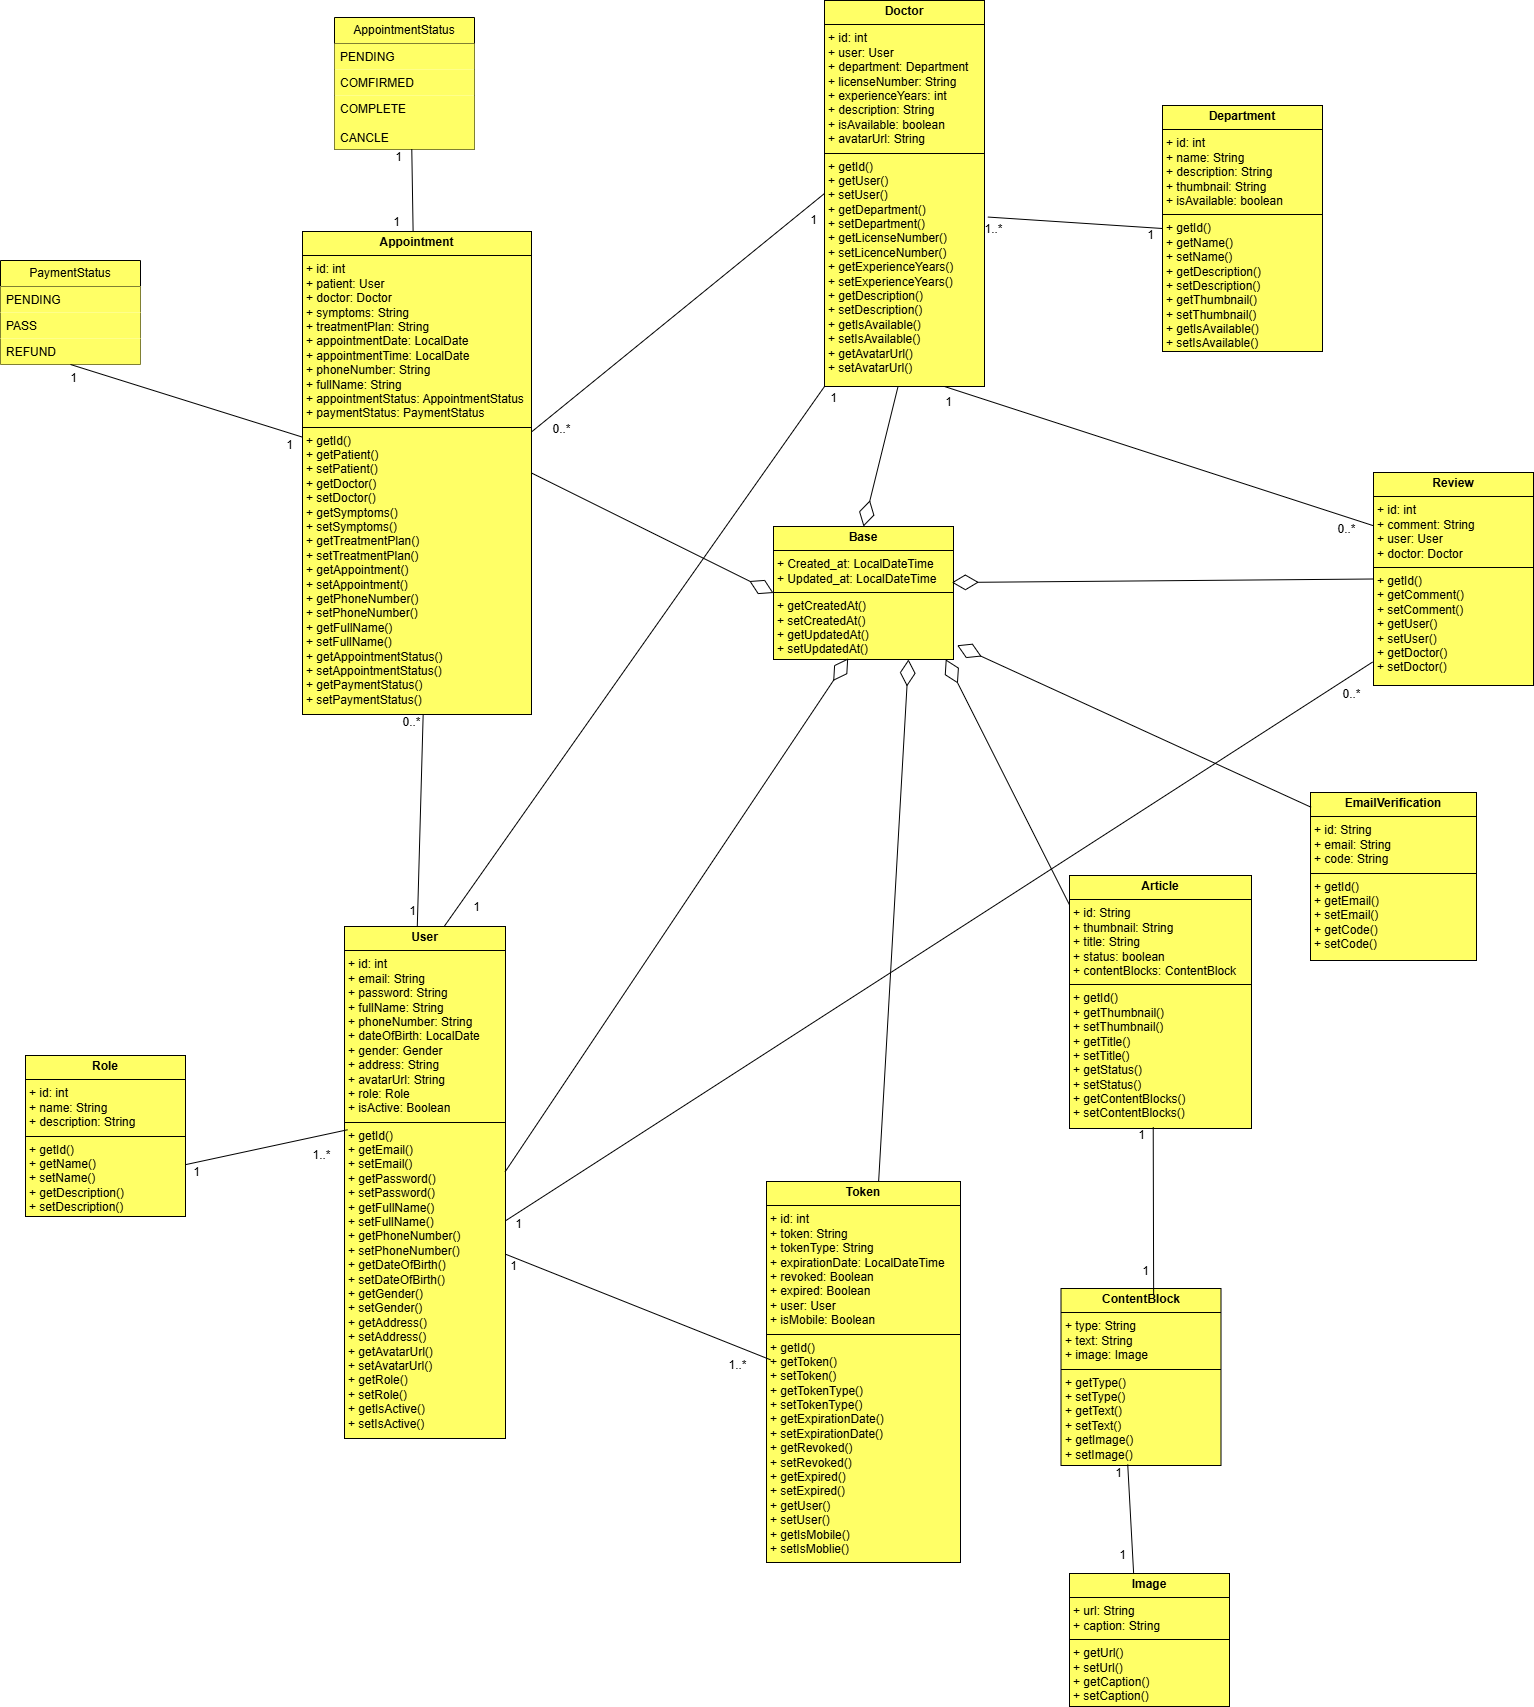 AppointmentStatus
PENDING
COMFIRMED
COMPLETE
CANCLE
1
1
PaymentStatus
PENDING
PASS
REFUND
1
1
Appointment
+ id: int
+ patient: User
+ doctor: Doctor
+ symptoms: String
+ treatmentPlan: String
+ appointmentDate: LocalDate
+ appointmentTime: LocalDate
+ phoneNumber: String
+ fullName: String
+ appointmentStatus: AppointmentStatus
+ paymentStatus: PaymentStatus
+ getId()
+ getPatient()
+ setPatient()
+ getDoctor()
+ setDoctor()
+ getSymptoms()
+ setSymptoms()
+ getTreatmentPlan()
+ setTreatmentPlan()
+ getAppointment()
+ setAppointment()
+ getPhoneNumber()
+ setPhoneNumber()
+ getFullName()
+ setFullName()
+ getAppointmentStatus()
+ setAppointmentStatus()
+ getPaymentStatus()
+ setPaymentStatus()
0..*
0..*
Doctor
+ id: int
+ user: User
+ department: Department
+ licenseNumber: String
+ experienceYears: int
+ description: String
+ isAvailable: boolean
+ avatarUrl: String
+ getId()
+ getUser()
+ setUser()
+ getDepartment()
+ setDepartment()
+ getLicenseNumber()
+ setLicenceNumber()
+ getExperienceYears()
+ setExperienceYears()
+ getDescription()
+ setDescription()
+ getIsAvailable()
+ setIsAvailable()
+ getAvatarUrl()
+ setAvatarUrl()
1
1
1
1..*
1
Department
+ id: int
+ name: String
+ description: String
+ thumbnail: String
+ isAvailable: boolean
+ getId()
+ getName()
+ setName()
+ getDescription()
+ setDescription()
+ getThumbnail()
+ setThumbnail()
+ getIsAvailable()
+ setIsAvailable()
Base
+ Created_at: LocalDateTime
+ Updated_at: LocalDateTime
+ getCreatedAt()
+ setCreatedAt()
+ getUpdatedAt()
+ setUpdatedAt()
0..*
Review
+ id: int
+ comment: String
+ user: User
+ doctor: Doctor
+ getId()
+ getComment()
+ setComment()
+ getUser()
+ setUser()
+ getDoctor()
+ setDoctor()
0..*
EmailVerification
+ id: String
+ email: String
+ code: String
+ getId()
+ getEmail()
+ setEmail()
+ getCode()
+ setCode()
1
1
User
+ id: int
+ email: String
+ password: String
+ fullName: String
+ phoneNumber: String
+ dateOfBirth: LocalDate
+ gender: Gender
+ address: String
+ avatarUrl: String
+ role: Role
+ isActive: Boolean
+ getId()
+ getEmail()
+ setEmail()
+ getPassword()
+ setPassword()
+ getFullName()
+ setFullName()
+ getPhoneNumber()
+ setPhoneNumber()
+ getDateOfBirth()
+ setDateOfBirth()
+ getGender()
+ setGender()
+ getAddress()
+ setAddress()
+ getAvatarUrl()
+ setAvatarUrl()
+ getRole()
+ setRole()
+ getIsActive()
+ setIsActive()
Role
+ id: int
+ name: String
+ description: String
+ getId()
+ getName()
+ setName()
+ getDescription()
+ setDescription()
1
1..*
1
1
1..*
Token
+ id: int
+ token: String
+ tokenType: String
+ expirationDate: LocalDateTime
+ revoked: Boolean
+ expired: Boolean
+ user: User
+ isMobile: Boolean
+ getId()
+ getToken()
+ setToken()
+ getTokenType()
+ setTokenType()
+ getExpirationDate()
+ setExpirationDate()
+ getRevoked()
+ setRevoked()
+ getExpired()
+ setExpired()
+ getUser()
+ setUser()
+ getIsMobile()
+ setIsMoblie()
Article
+ id: String
+ thumbnail: String
+ title: String
+ status: boolean
+ contentBlocks: ContentBlock
+ getId()
+ getThumbnail()
+ setThumbnail()
+ getTitle()
+ setTitle()
+ getStatus()
+ setStatus()
+ getContentBlocks()
+ setContentBlocks()
1
1
ContentBlock
+ type: String
+ text: String
+ image: Image
+ getType()
+ setType()
+ getText()
+ setText()
+ getImage()
+ setImage()
1
1
Image
+ url: String
+ caption: String
+ getUrl()
+ setUrl()
+ getCaption()
+ setCaption()